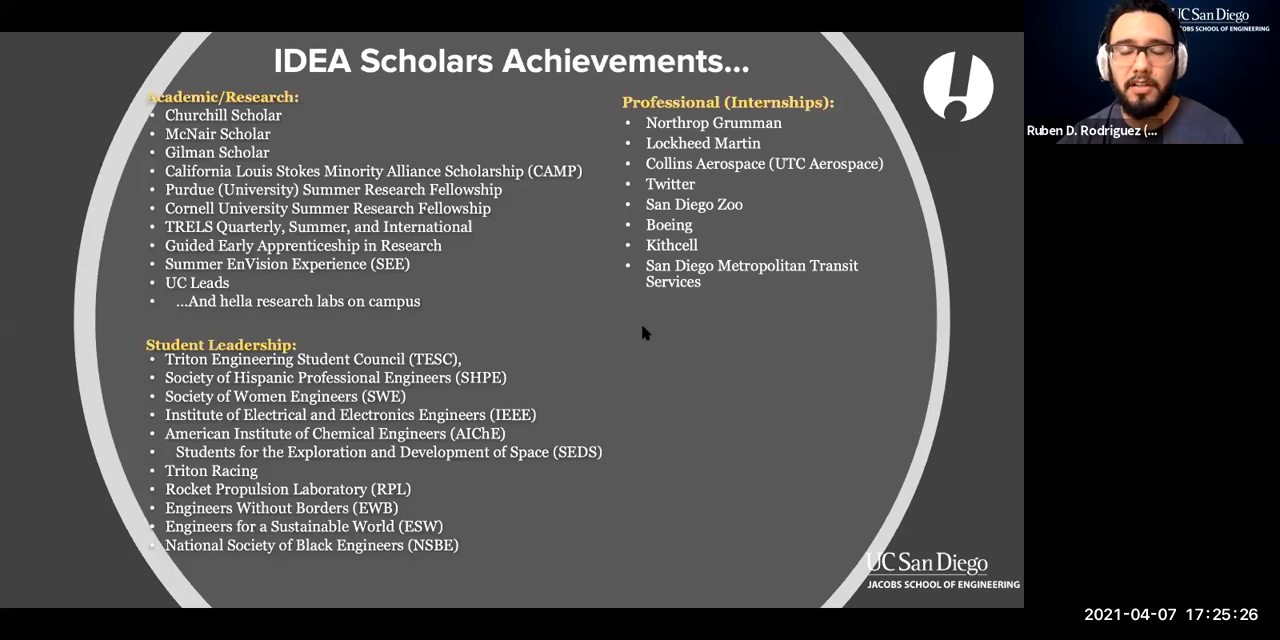 IDEA Scholars Achievements...
Academic/Research:
• Churchill Scholar
• McNair Scholar
• Gilman Scholar
• California Louis Stokes Minority Alliance Scholarship (CAMP)
• Purdue (University) Summer Research Fellowship
• Cornell University Summer Research Fellowship
• TRELS Quarterly, Summer, and International
• Guided Early Apprenticeship in Research
• Summer EnVision Experience (SEE)
• UC Leads
• ...And hella research labs on campus
Student Leadership:
• Triton Engineering Student Council (TESC),
• Society of Hispanic Professional Engineers (SHPE)
• Society of Women Engineers (SWE)
• Institute of Electrical and Electronics Engineers (IEEE)
• American Institute of Chemical Engineers (AIChE)
• Students for the Exploration and Development of Space (SEDS)
• Triton Racing
• Rocket Propulsion Laboratory (RPL)
• Engineers Without Borders (EWB)
• Engineers for a Sustainable World (ESW)
• National Society of Black Engineers (NSBE)
Professional (Internships):
• Northrop Grumman
• Lockheed Martin
• Collins Aerospace (UTC Aerospace)
• Twitter
• San Diego Zoo
• Boeing
• Kithcell
• San Diego Metropolitan Transit
Services
UC San Diego
JACOBS SCHOOL OF ENGINEERING
UC San Diego
JACOBS SCHOOL OF ENGINEERING
Ruben D. Rodriguez (...
2021-04-07 17:25:26